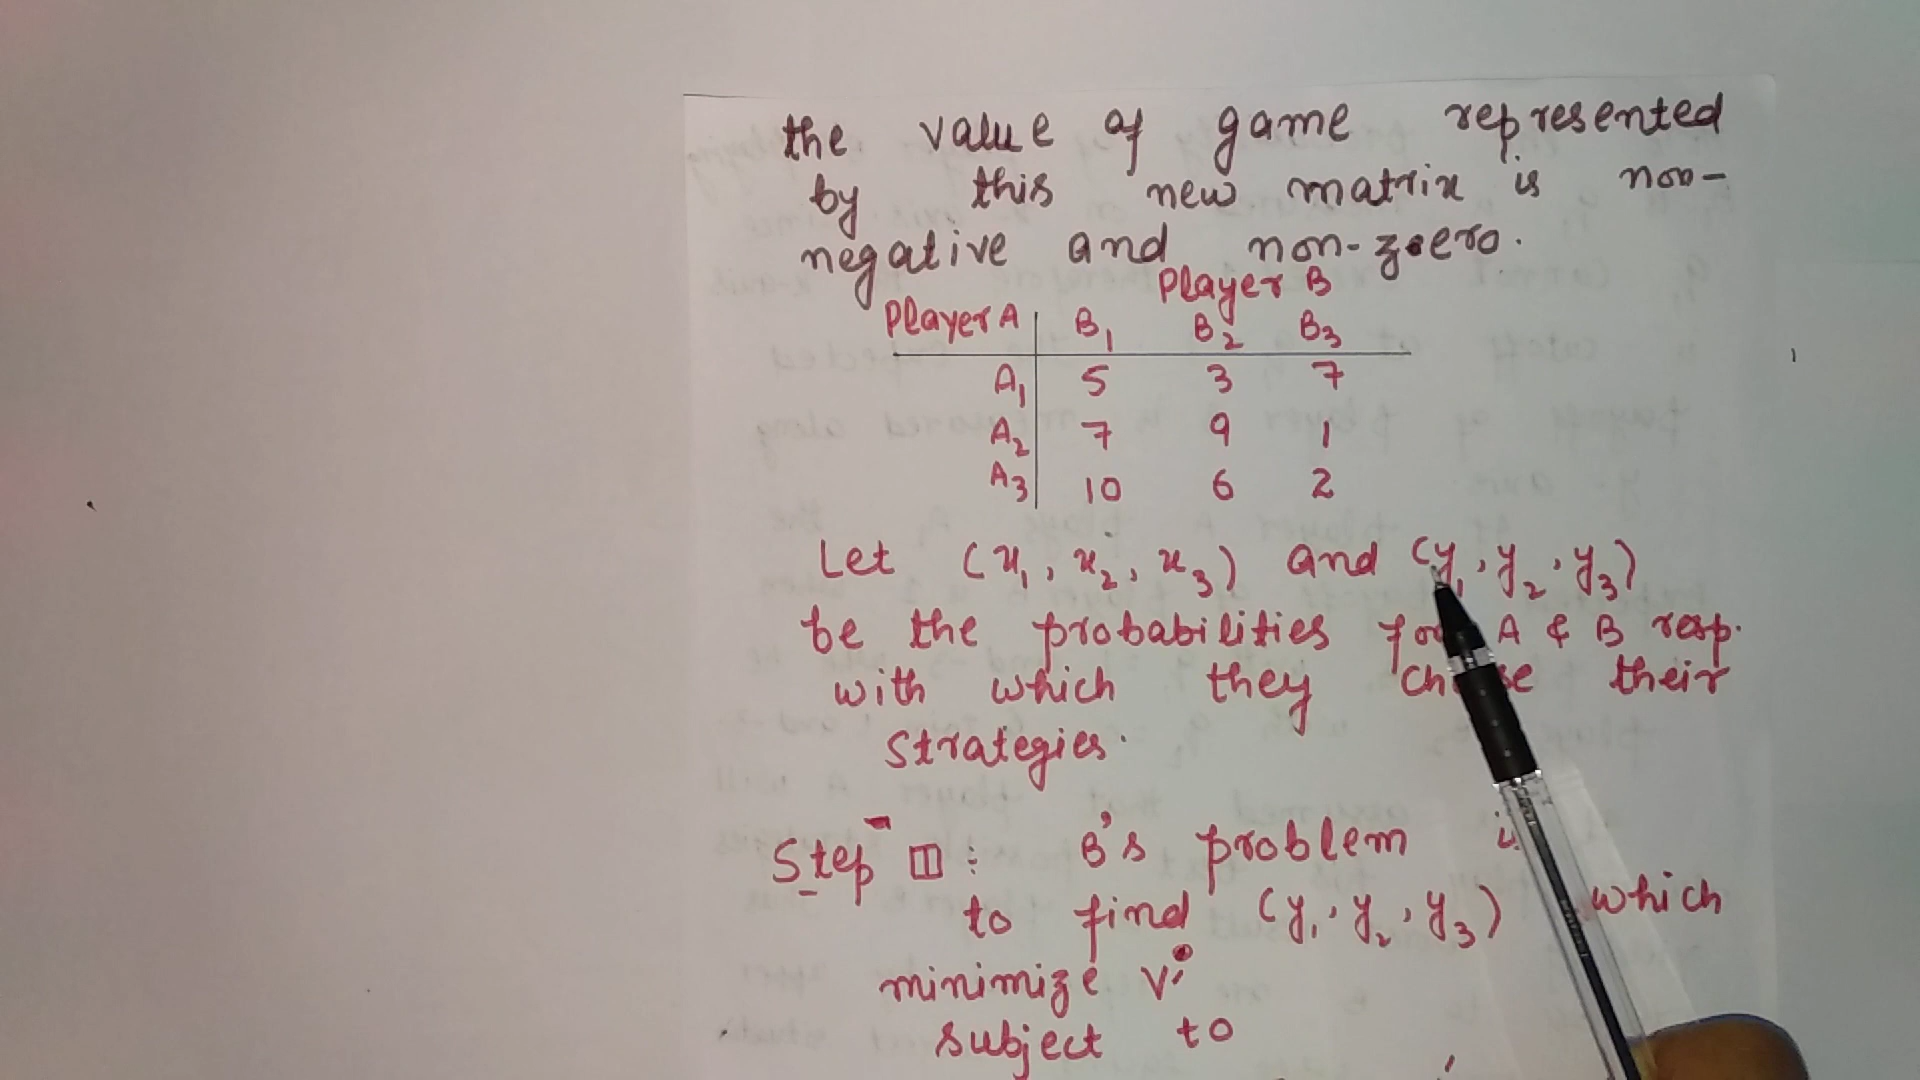 the value of game represented
by this new matrix is non-
negative and non-zero.
Player B
Player A B₁ B₂ B₃
A₁ 5 3 7
A₂ 7 9 1
A₃ 10 6 2
Let (x₁, x₂, x₃) and (y₁, y₂, y₃)
be the probabilities for A & B resp.
with which they their
strategies.
Step : B's problem
to find (y₁, y₂, y₃) which
minimize V
subject to